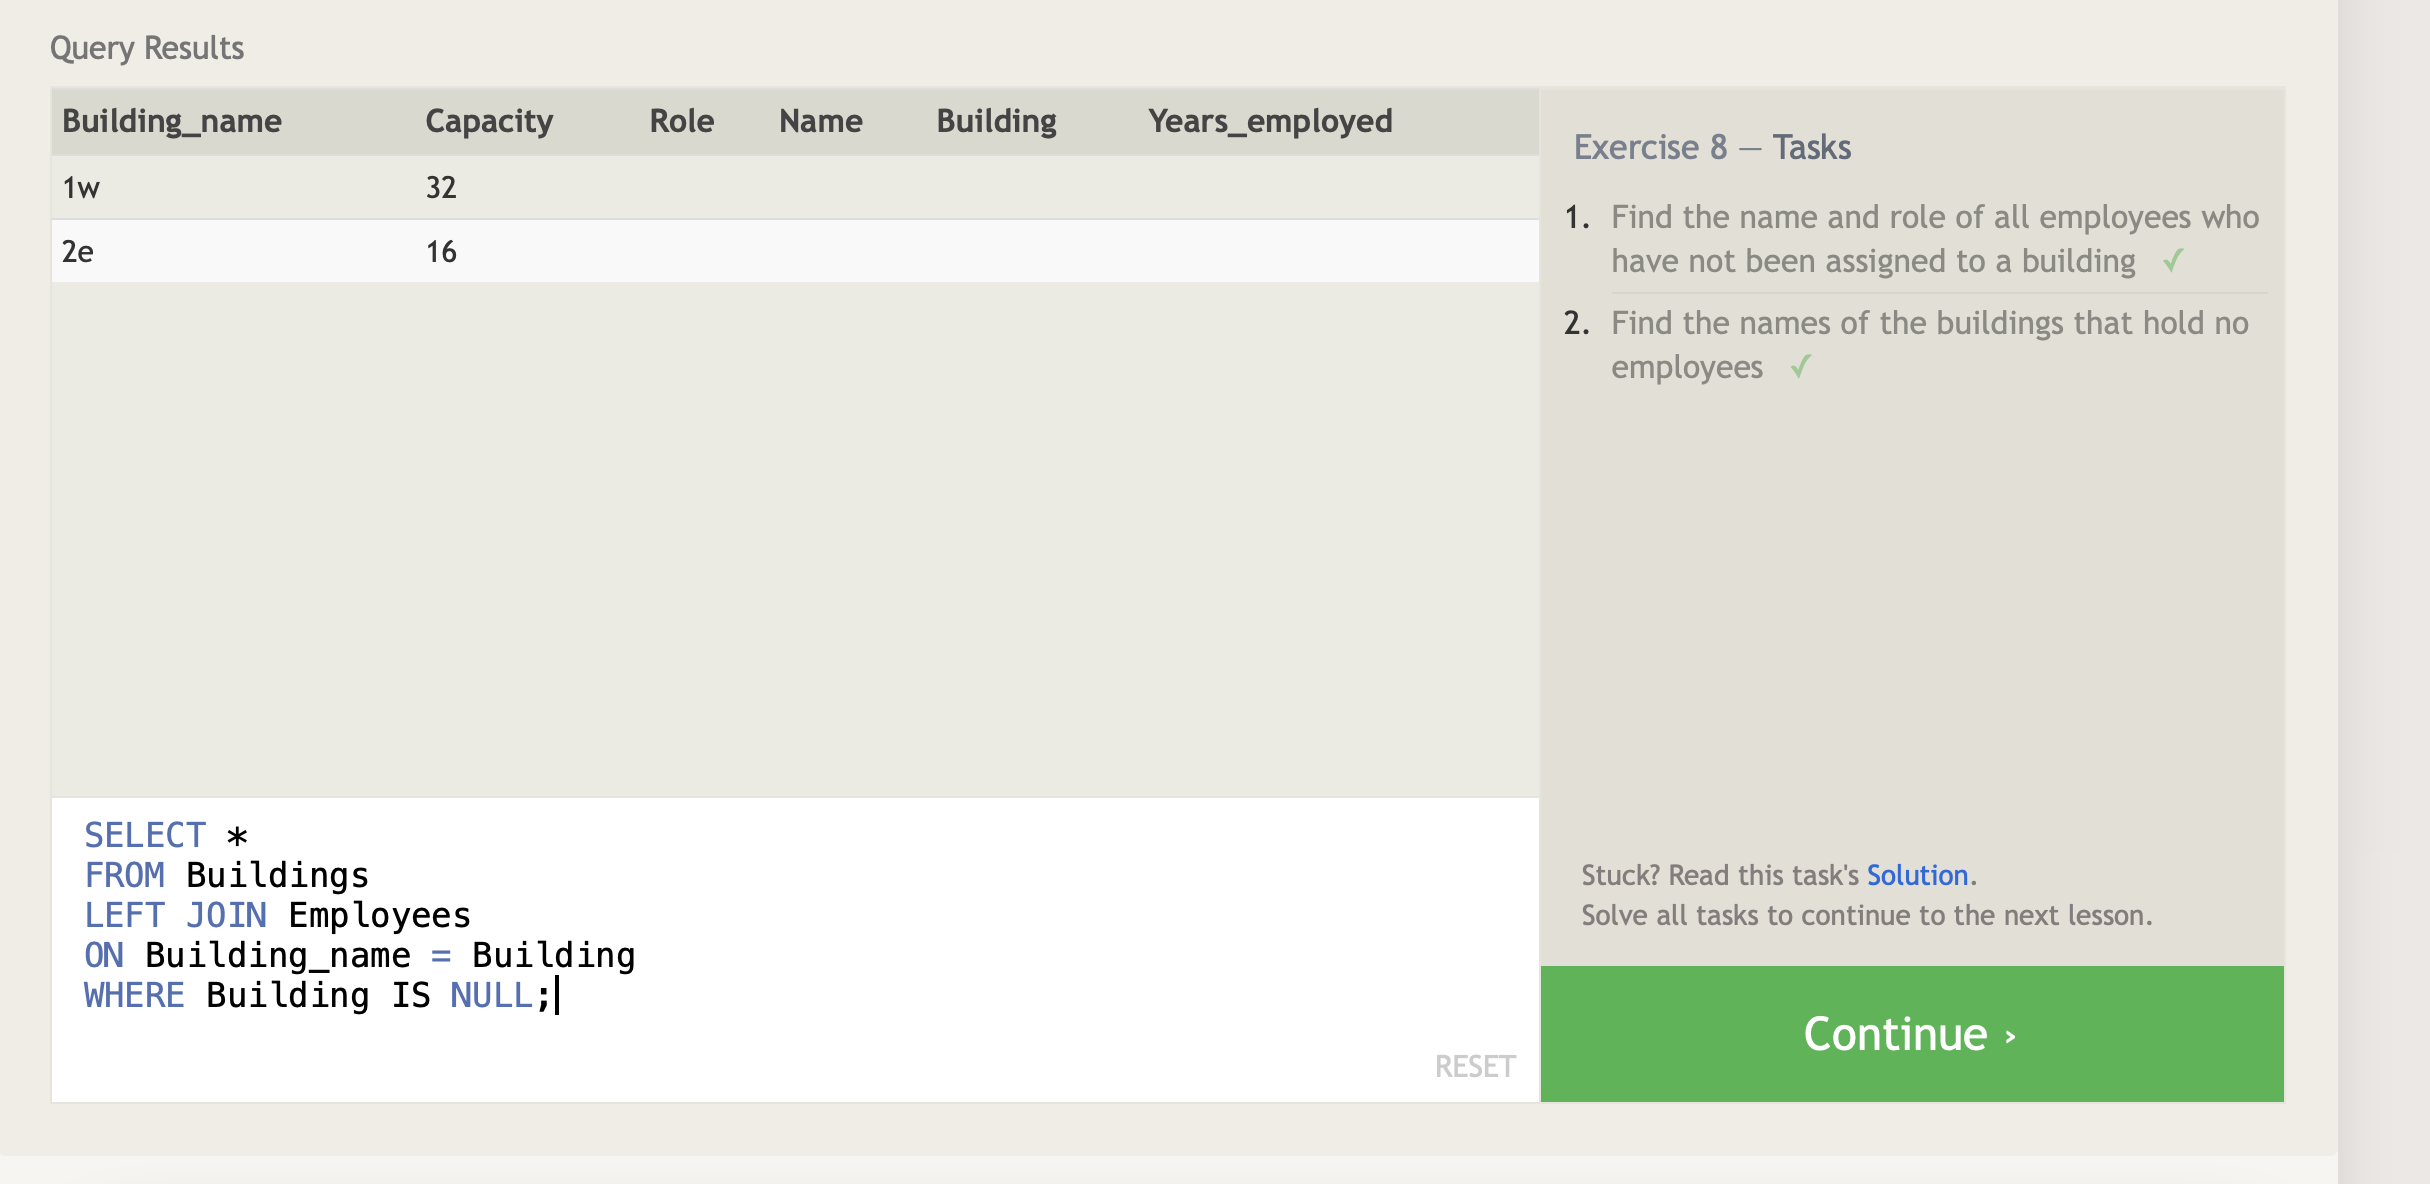 Query Results
Building_name Capacity Role Name Building Years_employed
1w 32
2e 16
SELECT *
FROM Buildings
LEFT JOIN Employees
ON Building_name = Building
WHERE Building IS NULL;
RESET
Exercise 8 — Tasks
1. Find the name and role of all employees who
have not been assigned to a building ✓
2. Find the names of the buildings that hold no
employees ✓
Stuck? Read this task's Solution.
Solve all tasks to continue to the next lesson.
Continue ›